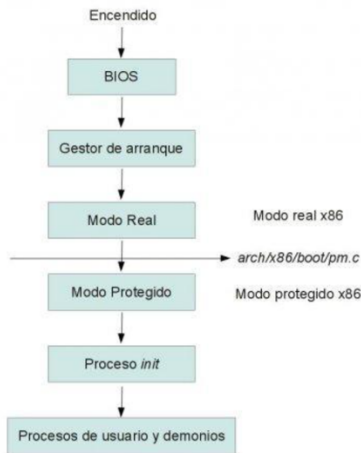 Encendido
BIOS
Gestor de arranque
Modo Real
Modo real x86
arch/x86/boot/pm.c
Modo Protegido
Modo protegido x86
Proceso init
Procesos de usuario y demonios